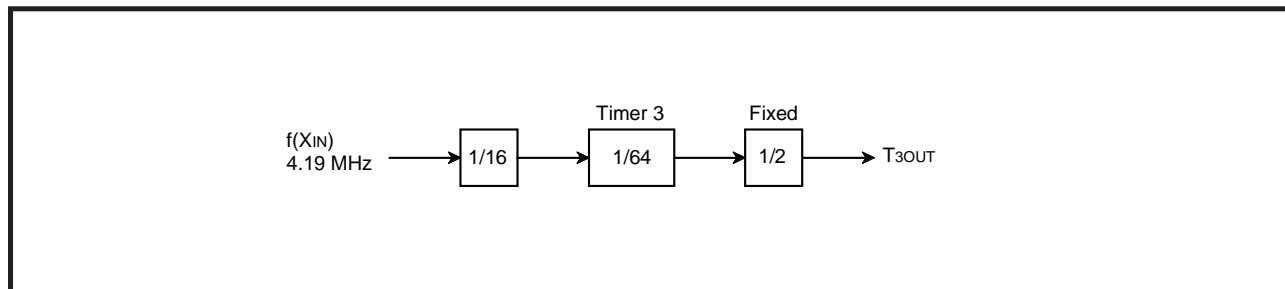 Timer 3
Fixed
f(XIN)
4.19 MHz
1/16
1/64
1/2
T3OUT